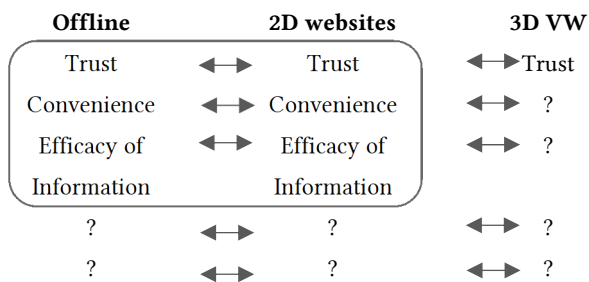 Offline 2D websites 3D VW
Trust Trust Trust
Convenience Convenience ?
Efficacy of Efficacy of ?
Information Information
? ? ?
? ? ?